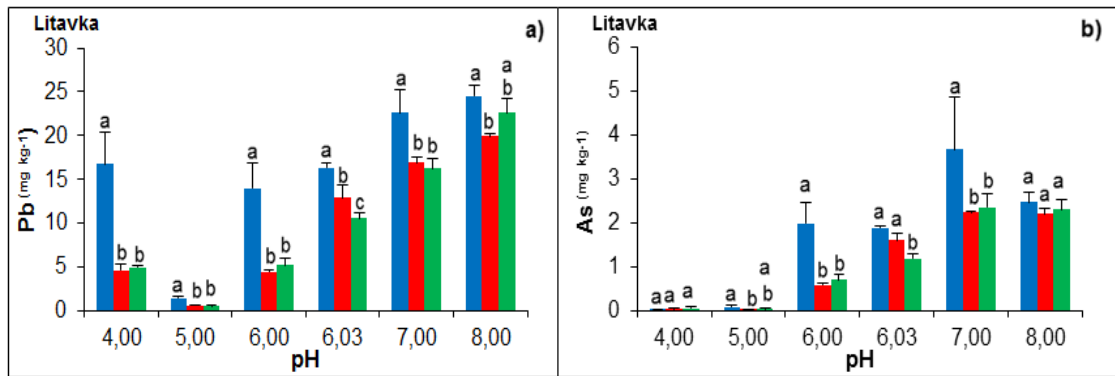 Litavka
a)
Pb (mg kg-1)
30
25
20
15
10
5
0
a b b
a b b
a b b
a b c
a b b
a b a b
4,00 5,00 6,00 6,03 7,00 8,00
pH
Litavka
b)
As (mg kg-1)
6
5
4
3
2
1
0
a a a
a b a b
a b b
a a b
a b b
a a a
4,00 5,00 6,00 6,03 7,00 8,00
pH